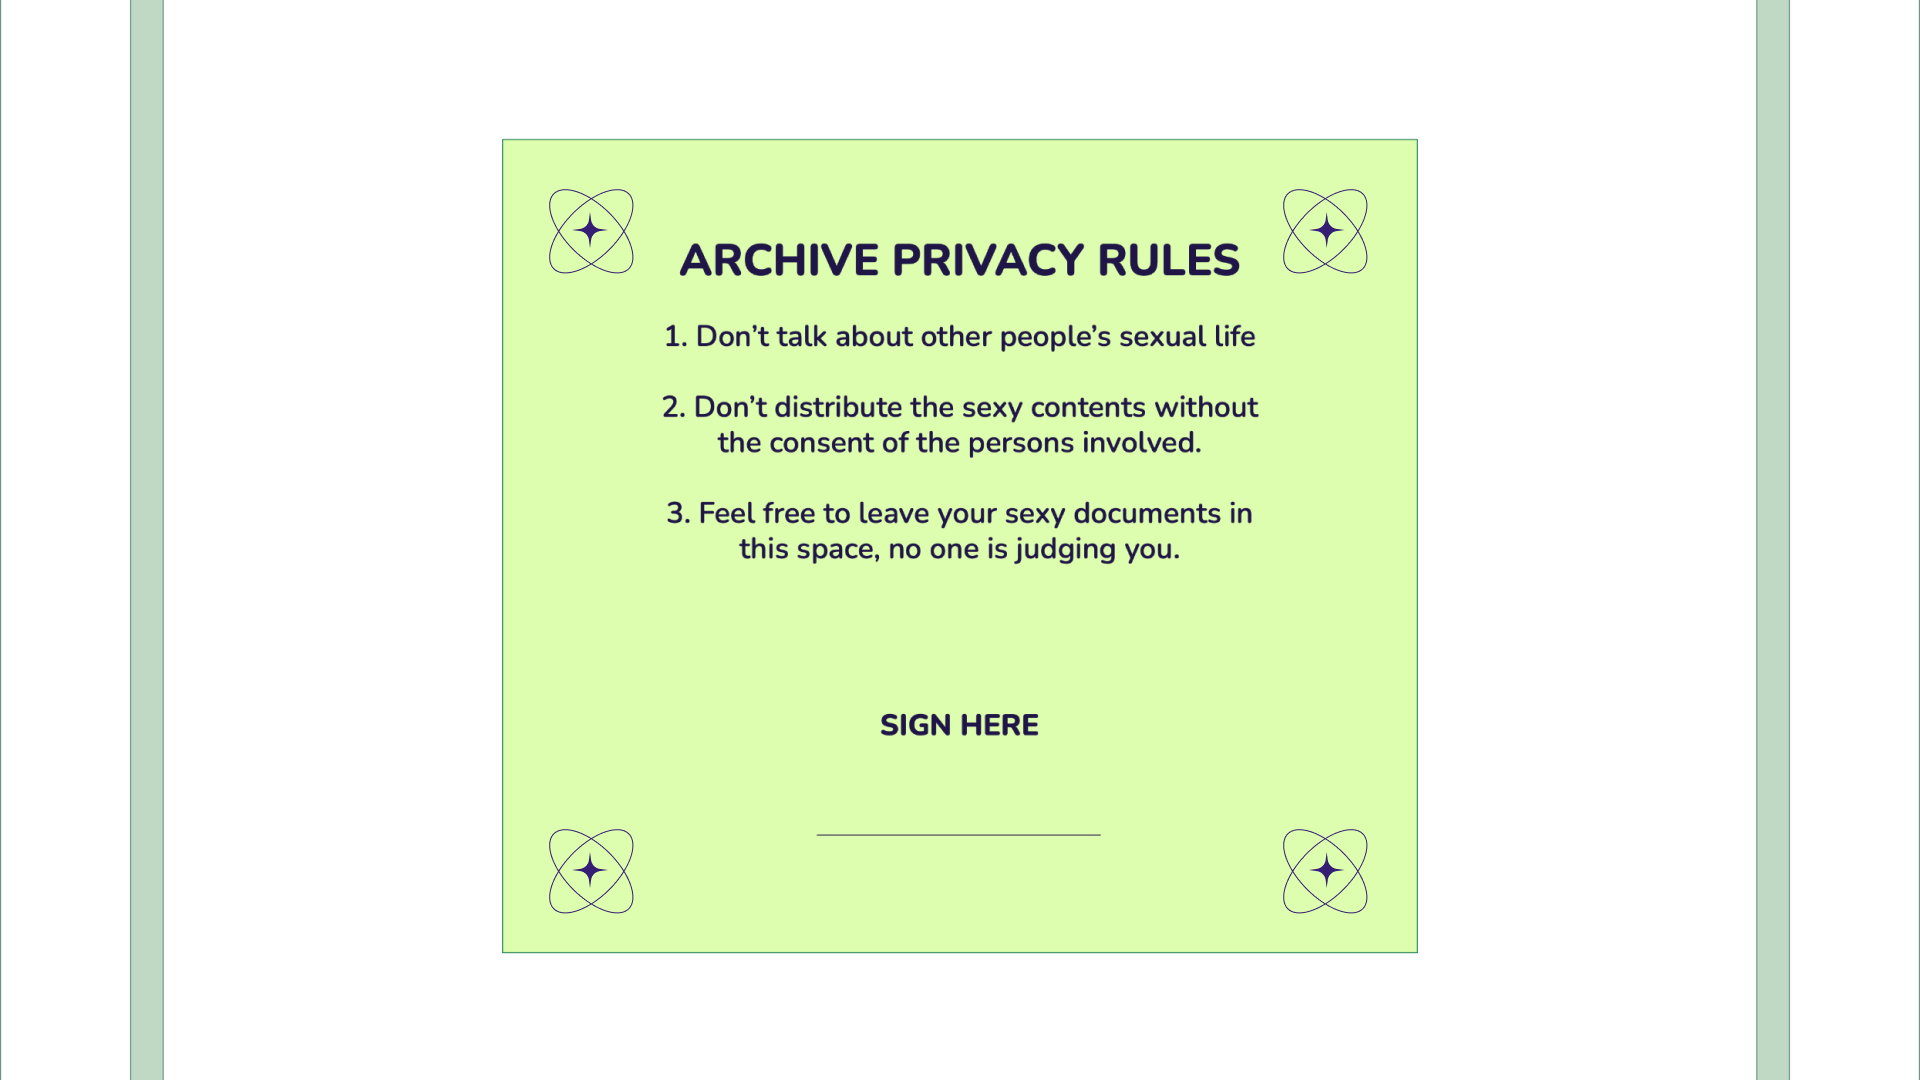 ARCHIVE PRIVACY RULES
1. Don’t talk about other people’s sexual life
2. Don’t distribute the sexy contents without
the consent of the persons involved.
3. Feel free to leave your sexy documents in
this space, no one is judging you.
SIGN HERE